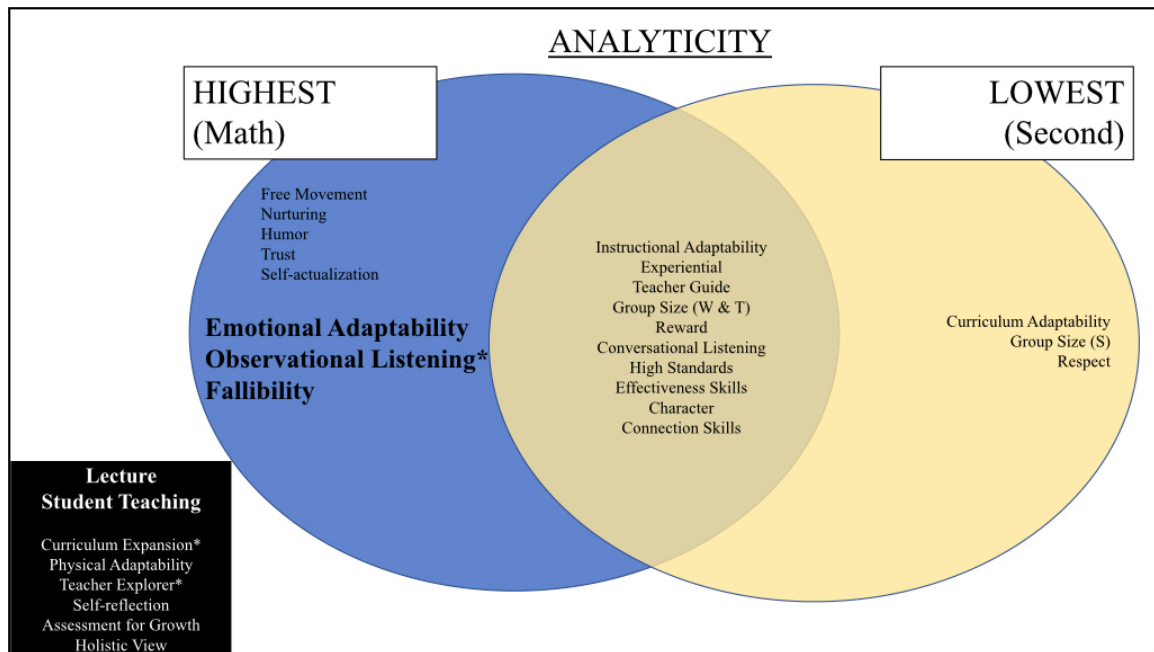 ANALYTICITY
HIGHEST
(Math)
LOWEST
(Second)
Free Movement
Nurturing
Humor
Trust
Self-actualization
Emotional Adaptability
Observational Listening*
Fallibility
Instructional Adaptability
Experiential
Teacher Guide
Group Size (W & T)
Reward
Conversational Listening
High Standards
Effectiveness Skills
Character
Connection Skills
Curriculum Adaptability
Group Size (S)
Respect
Lecture
Student Teaching
Curriculum Expansion*
Physical Adaptability
Teacher Explorer*
Self-reflection
Assessment for Growth
Holistic View